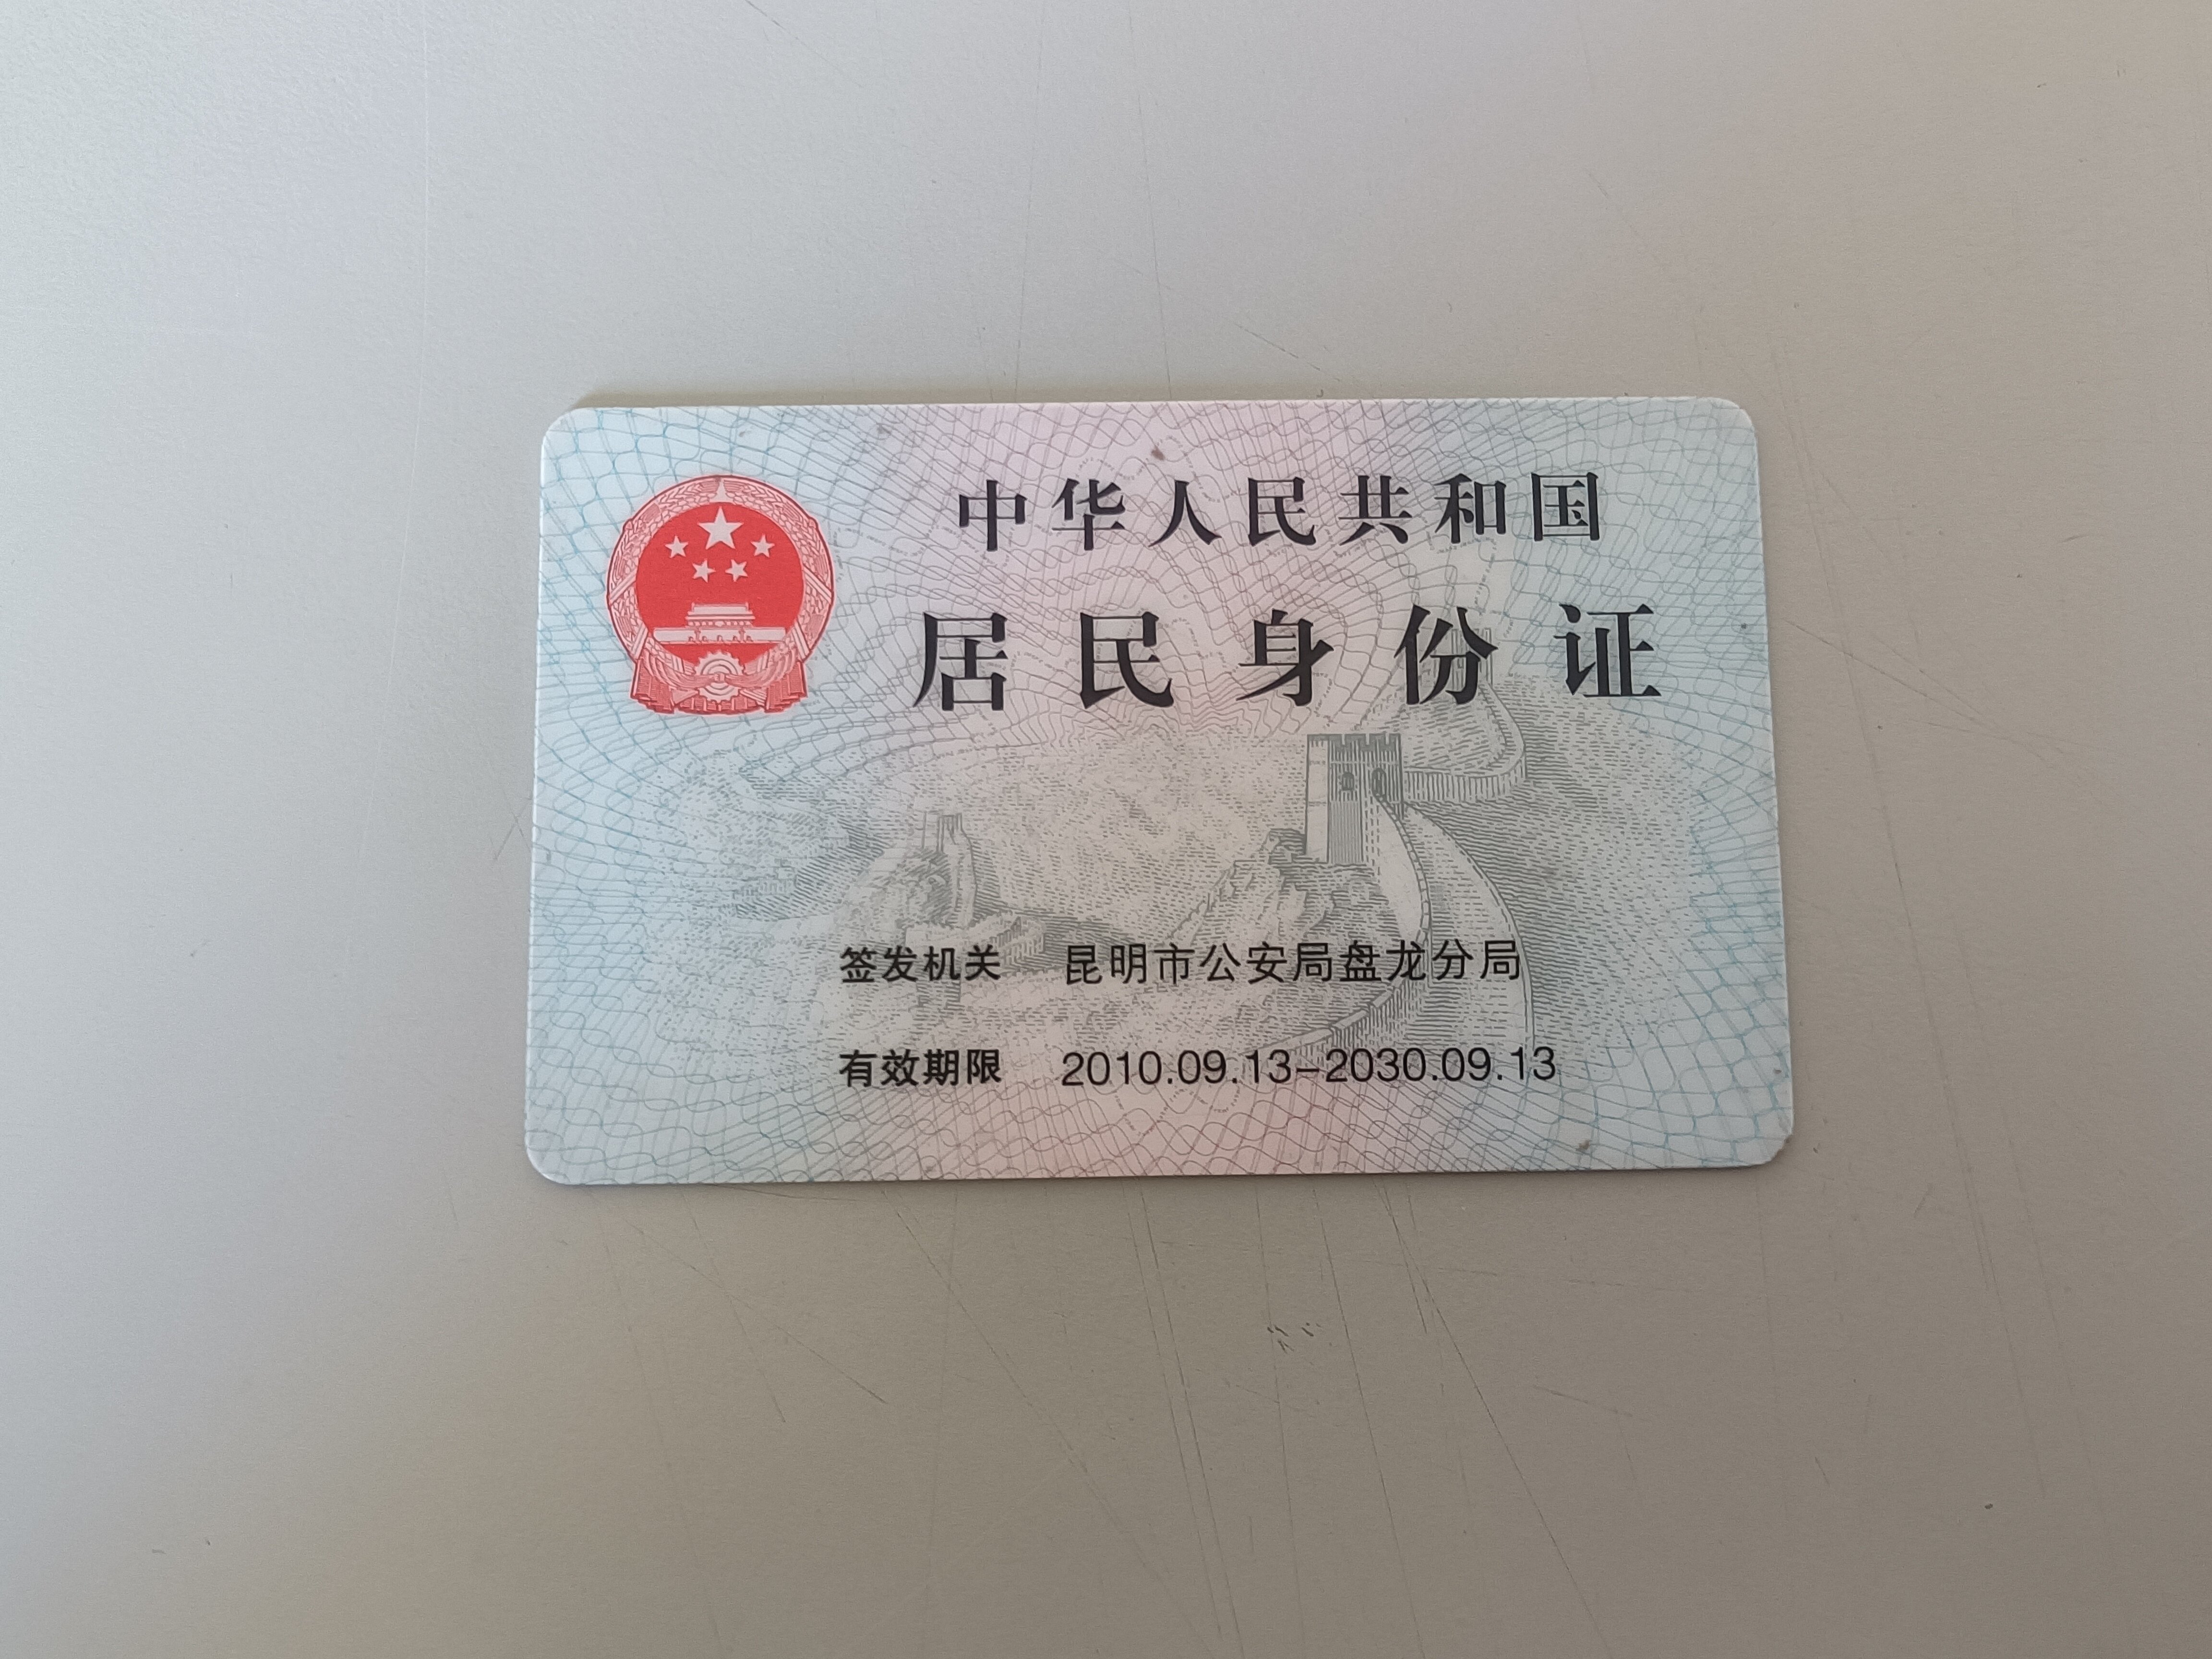 中华人民共和国
居民身份证
签发机关 昆明市公安局盘龙分局
有效期限 2010.09.13-2030.09.13